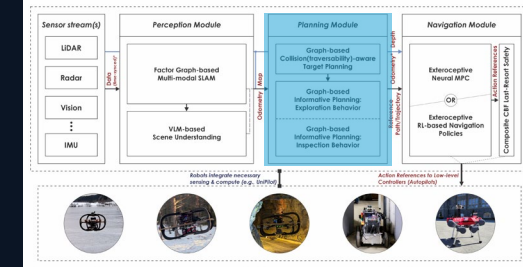 Sensor stream(s)
LiDAR
Radar
Vision
IMU
Data
Perception Module
Factor Graph-based
Multi-modal SLAM
VLM-based
Scene Understanding
Odometry
Map
Planning Module
Graph-based
Collision(traversability)-aware
Target Planning
Graph-based
Informative Planning:
Exploration Behavior
Graph-based
Informative Planning:
Inspection Behavior
Odometry
Depth
Reference
Path/Trajectory
Navigation Module
Exteroceptive
Neural MPC
OR
Exteroceptive
RL-based Navigation
Policies
Action References
Composite CBF Last-Resort Safety
Robots integrate necessary
sensing & compute (e.g., UniPilot)
Action References to Low-level
Controllers (Autopilots)